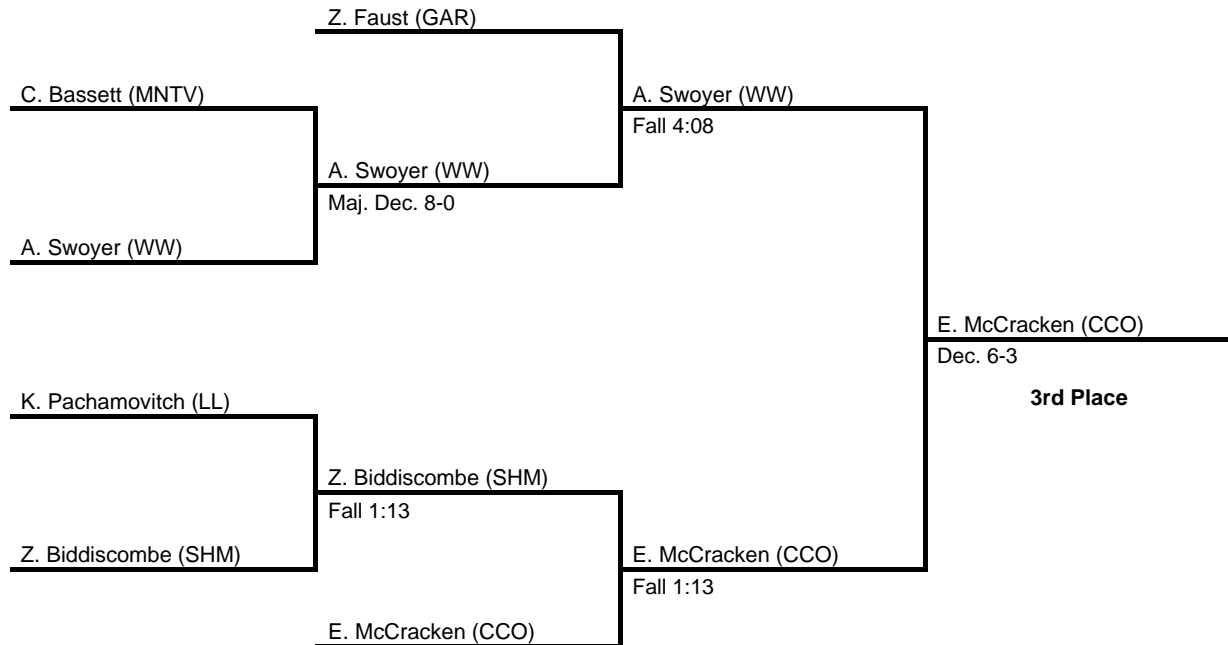 Z. Faust (GAR)
C. Bassett (MNTV)
A. Swoyer (WW)
Fall 4:08
A. Swoyer (WW)
Maj. Dec. 8-0
A. Swoyer (WW)
E. McCracken (CCO)
Dec. 6-3
3rd Place
K. Pachamovitch (LL)
Z. Biddiscombe (SHM)
Fall 1:13
Z. Biddiscombe (SHM)
E. McCracken (CCO)
Fall 1:13
E. McCracken (CCO)